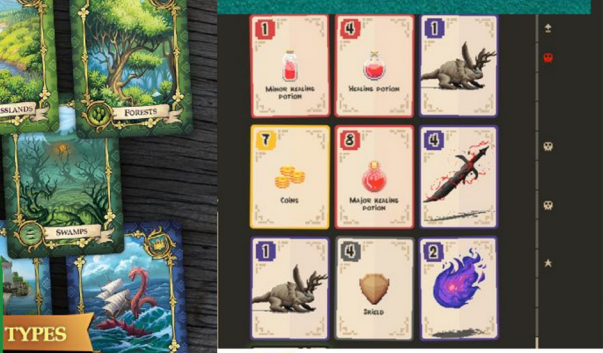 SSLANDS
FORESTS
SWAMPS
TYPES
1
MINOR HEALING
POTION
4
HEALING POTION
1
7
COINS
8
MAJOR HEALING
POTION
4
1
4
SHIELD
2